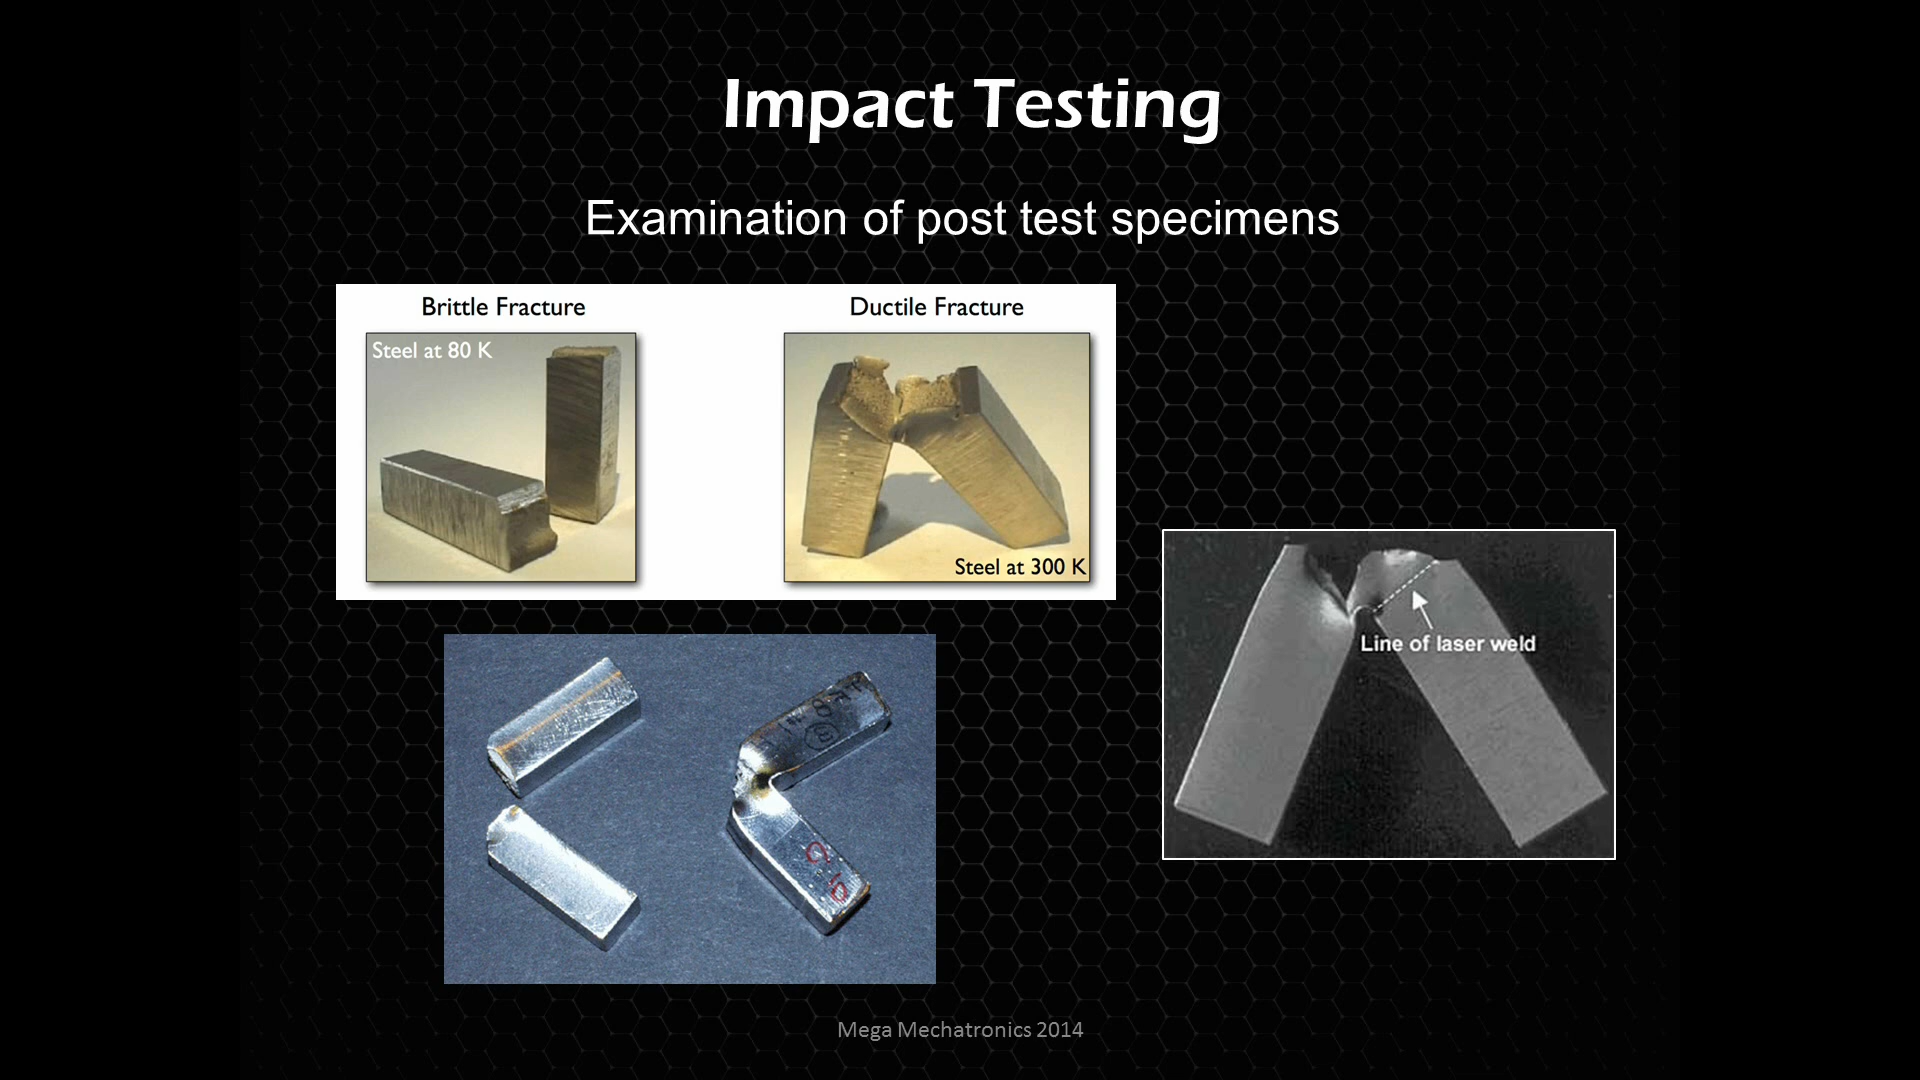 Impact Testing
Examination of post test specimens
Brittle Fracture
Ductile Fracture
Steel at 80 K
Steel at 300 K
Line of laser weld
Mega Mechatronics 2014